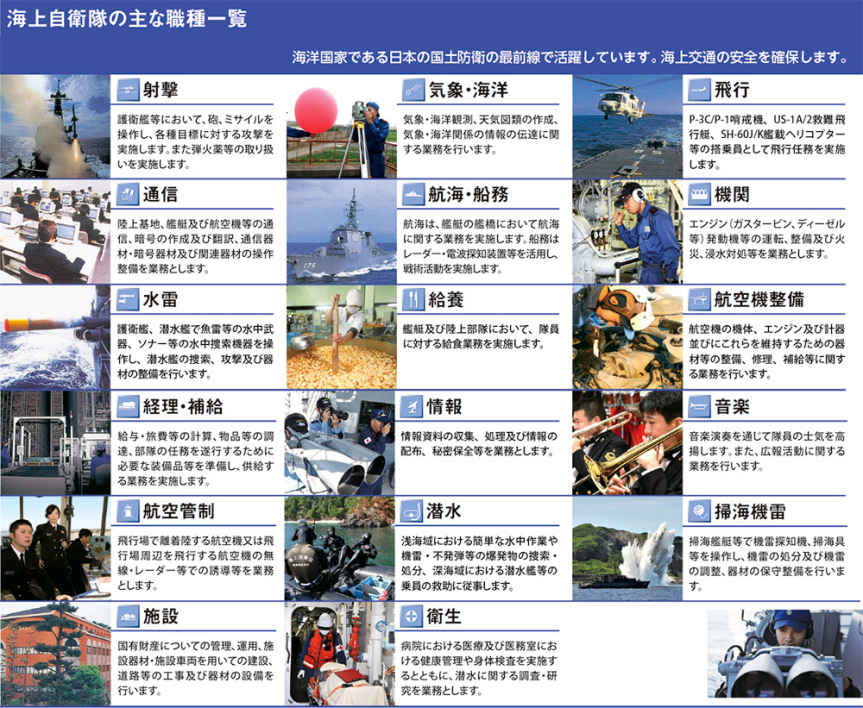 海上自衛隊の主な職種一覧
海洋国家である日本の国土防衛の最前線で活躍しています。海上交通の安全を確保します。
射撃
護衛艦等において、砲、ミサイルを
操作し、各種目標に対する攻撃を
実施します。また弾火薬等の取り扱
いを実施します。
気象・海洋
気象・海洋観測、天気図類の作成、
気象・海洋関係の情報の伝達に関
する業務を行います。
飛行
P-3C/P-1哨戒機、US-1A/2救難飛
行艇、SH-60J/K艦載ヘリコプター
等の搭乗員として飛行任務を実施
します。
通信
陸上基地、艦艇及び航空機等の通
信、暗号の作成及び翻訳、通信器
材・暗号器材及び関連器材の操作
整備を業務とします。
航海・船務
航海は、艦艇の艦橋において航海
に関する業務を実施します。船務は
レーダー・電波探知装置等を活用し、
戦術活動を実施します。
175
機関
エンジン（ガスタービン、ディーゼル
等）発動機等の運転、整備及び火
災、浸水対処等を業務とします。
水雷
護衛艦、潜水艦で魚雷等の水中武
器、ソナー等の水中捜索機器を操
作し、潜水艦の捜索、攻撃及び器
材の整備を行います。
給養
艦艇及び陸上部隊において、隊員
に対する給食業務を実施します。
航空機整備
航空機の機体、エンジン及び計器
並びにこれらを維持するための器
材等の整備、修理、補給等に関す
る業務を行います。
経理・補給
給与・旅費等の計算、物品等の調
達、部隊の任務を遂行するために
必要な装備品等を準備し、供給す
る業務を実施します。
情報
情報資料の収集、処理及び情報の
配布、秘密保全等を業務とします。
音楽
音楽演奏を通じて隊員の士気を高
揚します。また、広報活動に関する
業務を行います。
航空管制
飛行場で離着陸する航空機又は飛
行場周辺を飛行する航空機の無
線・レーダー等での誘導等を業務
とします。
潜水
浅海域における簡単な水中作業や
機雷・不発弾等の爆発物の捜索・
処分、深海域における潜水艦等の
乗員の救助に従事します。
掃海機雷
掃海艦艇等で機雷探知機、掃海具
等を操作し、機雷の処分及び機雷
の調整、器材の保守整備を行いま
す。
施設
国有財産についての管理、運用、施
設器材・施設車両を用いての建設、
道路等の工事及び器材の設備を
行います。
衛生
病院における医療及び医務室にお
ける健康管理や身体検査を実施す
るとともに、潜水に関する調査・研
究を業務とします。